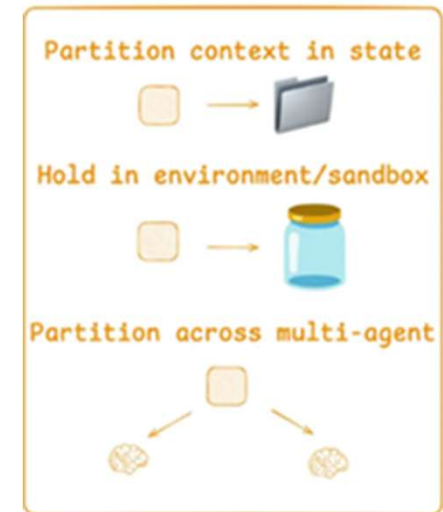 Partition context in state
Hold in environment/sandbox
Partition across multi-agent